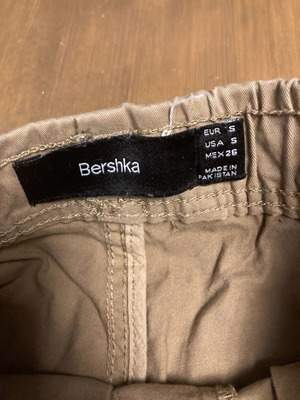 Bershka
EUR S
USA S
MEX 26
MADE IN
PAKISTAN